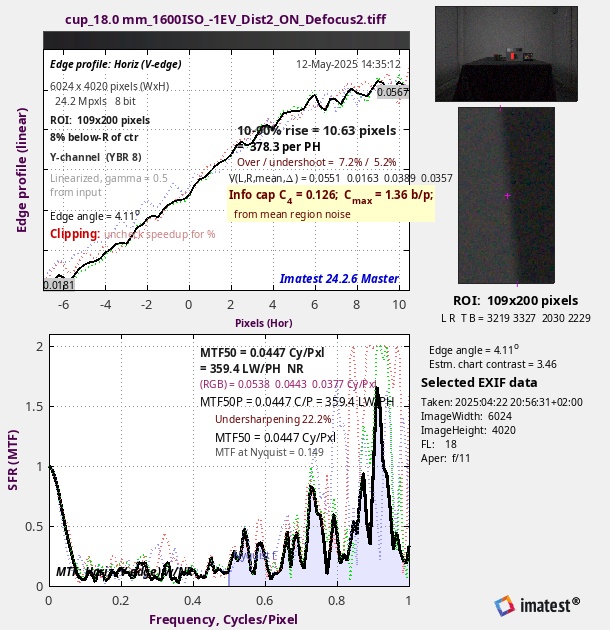 cup_18.0 mm_1600ISO_-1EV_Dist2_ON_Defocus2.tiff
Edge profile: Horiz (V-edge)
12-May-2025 14:35:12
6024 x 4020 pixels (WxH)
24.2 Mpxls 8 bit
0.0567
ROI: 109x200 pixels
8% below-R of ctr
10-90% rise = 10.63 pixels
= 378.3 per PH
Y-channel (YBR 8)
Over / undershoot = 7.2% / 5.2%
Linearized, gamma = 0.5
from input
V(L,R,mean,Δ) = 0.0551 0.0163 0.0389 0.0357
Info cap C4 = 0.126; Cmax = 1.36 b/p;
from mean region noise
Edge angle = 4.11°
Clipping: uncheck speedup for %
Imatest 24.2.6 Master
0.0181
Edge profile (linear)
-6 -4 -2 0 2 4 6 8 10
Pixels (Hor)
ROI: 109x200 pixels
L R T B = 3219 3327 2030 2229
MTF50 = 0.0447 Cy/Pxl
= 359.4 LW/PH NR
(RGB) = 0.0538 0.0443 0.0377 Cy/Pxl
MTF50P = 0.0447 C/P = 359.4 LW/PH
Undersharpening 22.2%
MTF50 = 0.0447 Cy/Pxl
MTF at Nyquist = 0.149
2
1.5
1
0.5
0
SFR (MTF)
0 0.2 0.4 0.6 0.8 1
Frequency, Cycles/Pixel
Edge angle = 4.11°
Estm. chart contrast = 3.46
Selected EXIF data
Taken: 2025:04:22 20:56:31+02:00
ImageWidth: 6024
ImageHeight: 4020
FL: 18
Aper: f/11
imatest®